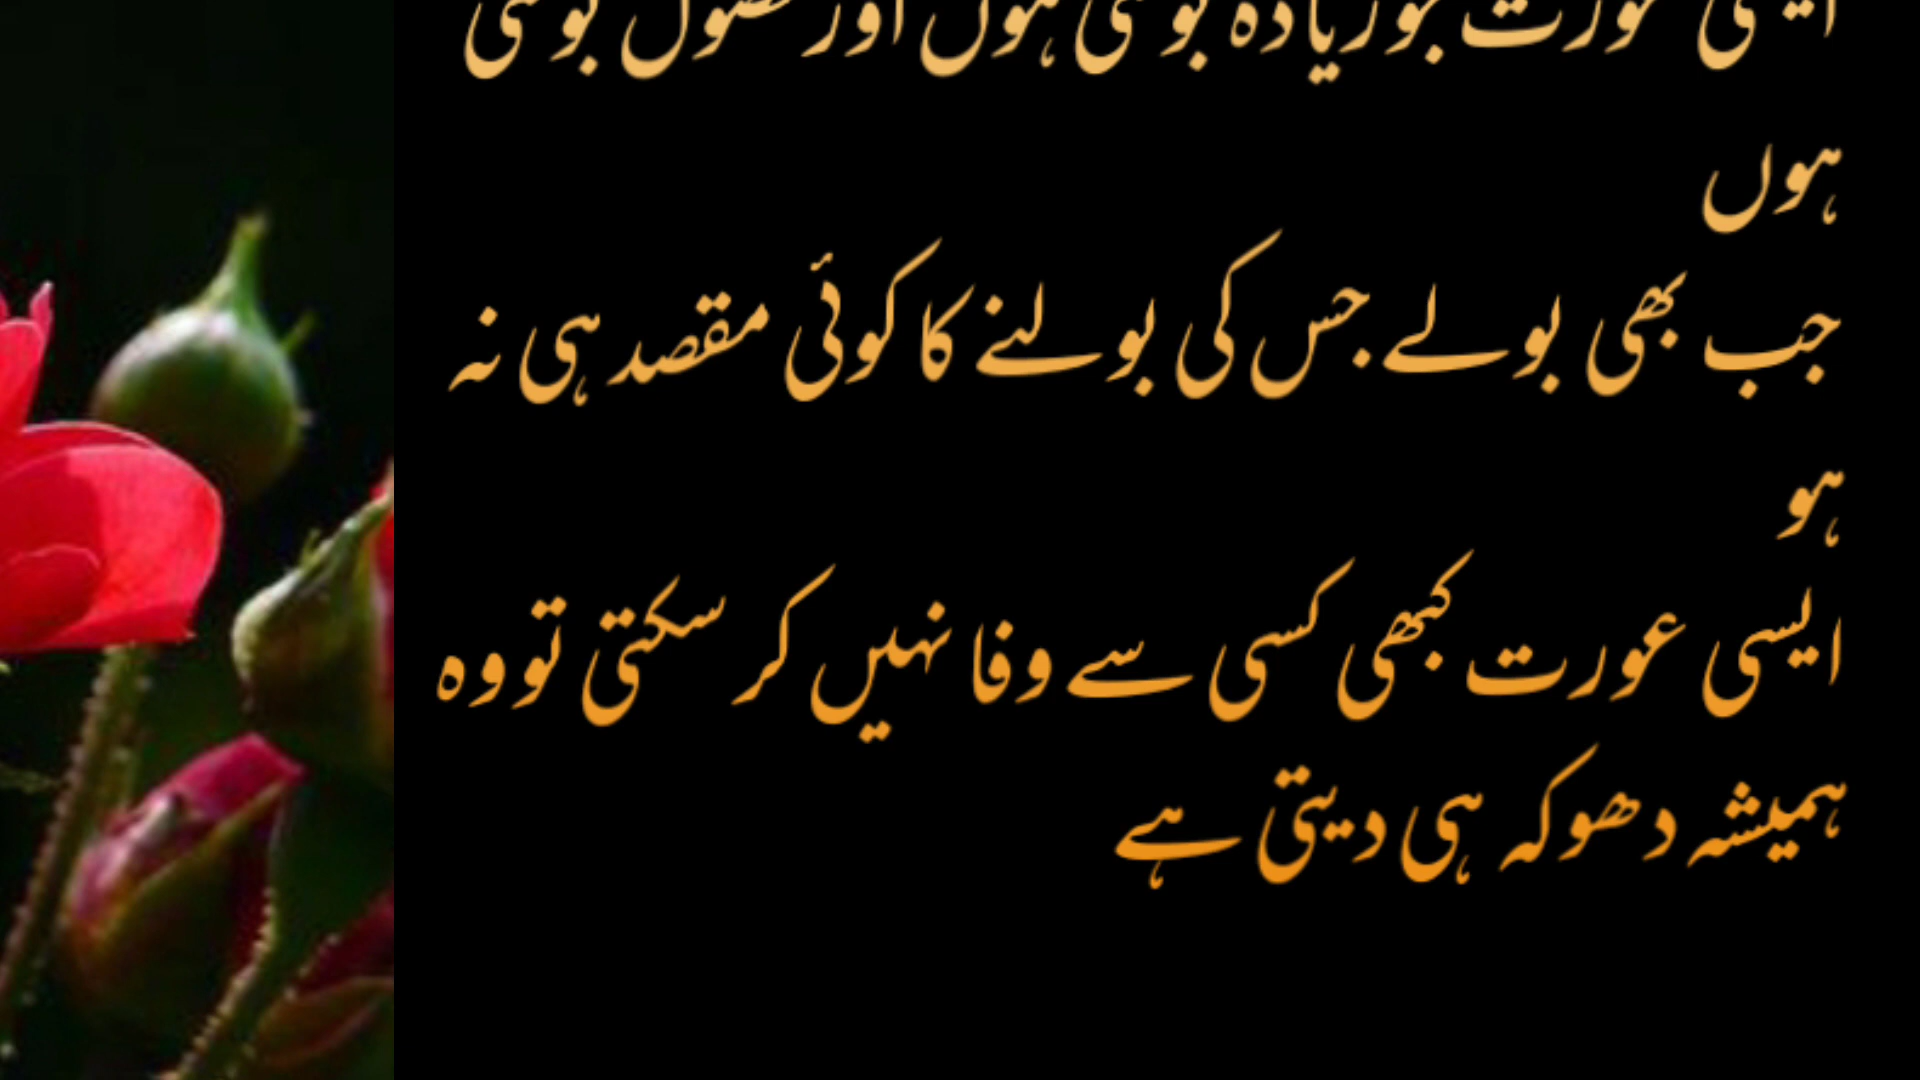 ایسی عورت جو زیادہ بولتی ہوں اور فضول بولتی
ہوں
جب بھی بولے جس کی بولنے کا کوئی مقصد ہی نہ
ہو
ایسی عورت کبھی کسی سے وفا نہیں کر سکتی تو وہ
ہمیشہ دھوکہ ہی دیتی ہے